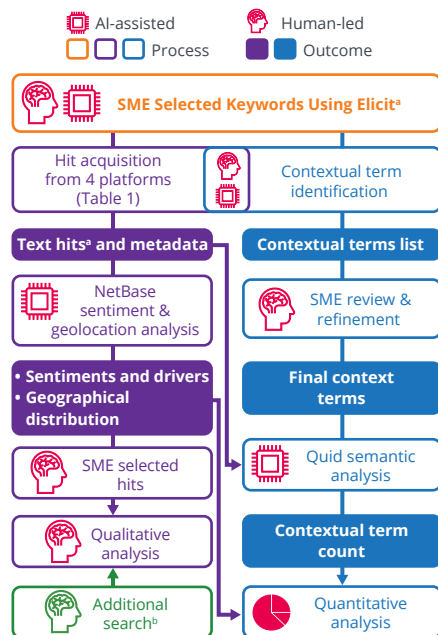 AI-assisted
Human-led
Process
Outcome
SME Selected Keywords Using Elicitᵃ
Hit acquisition
from 4 platforms
(Table 1)
Contextual term
identification
Text hitsᵃ and metadata
Contextual terms list
NetBase
sentiment &
geolocation analysis
SME review &
refinement
• Sentiments and drivers
• Geographical
distribution
Final context
terms
SME selected
hits
Quid semantic
analysis
Qualitative
analysis
Contextual term
count
Additional
searchᵇ
Quantitative
analysis